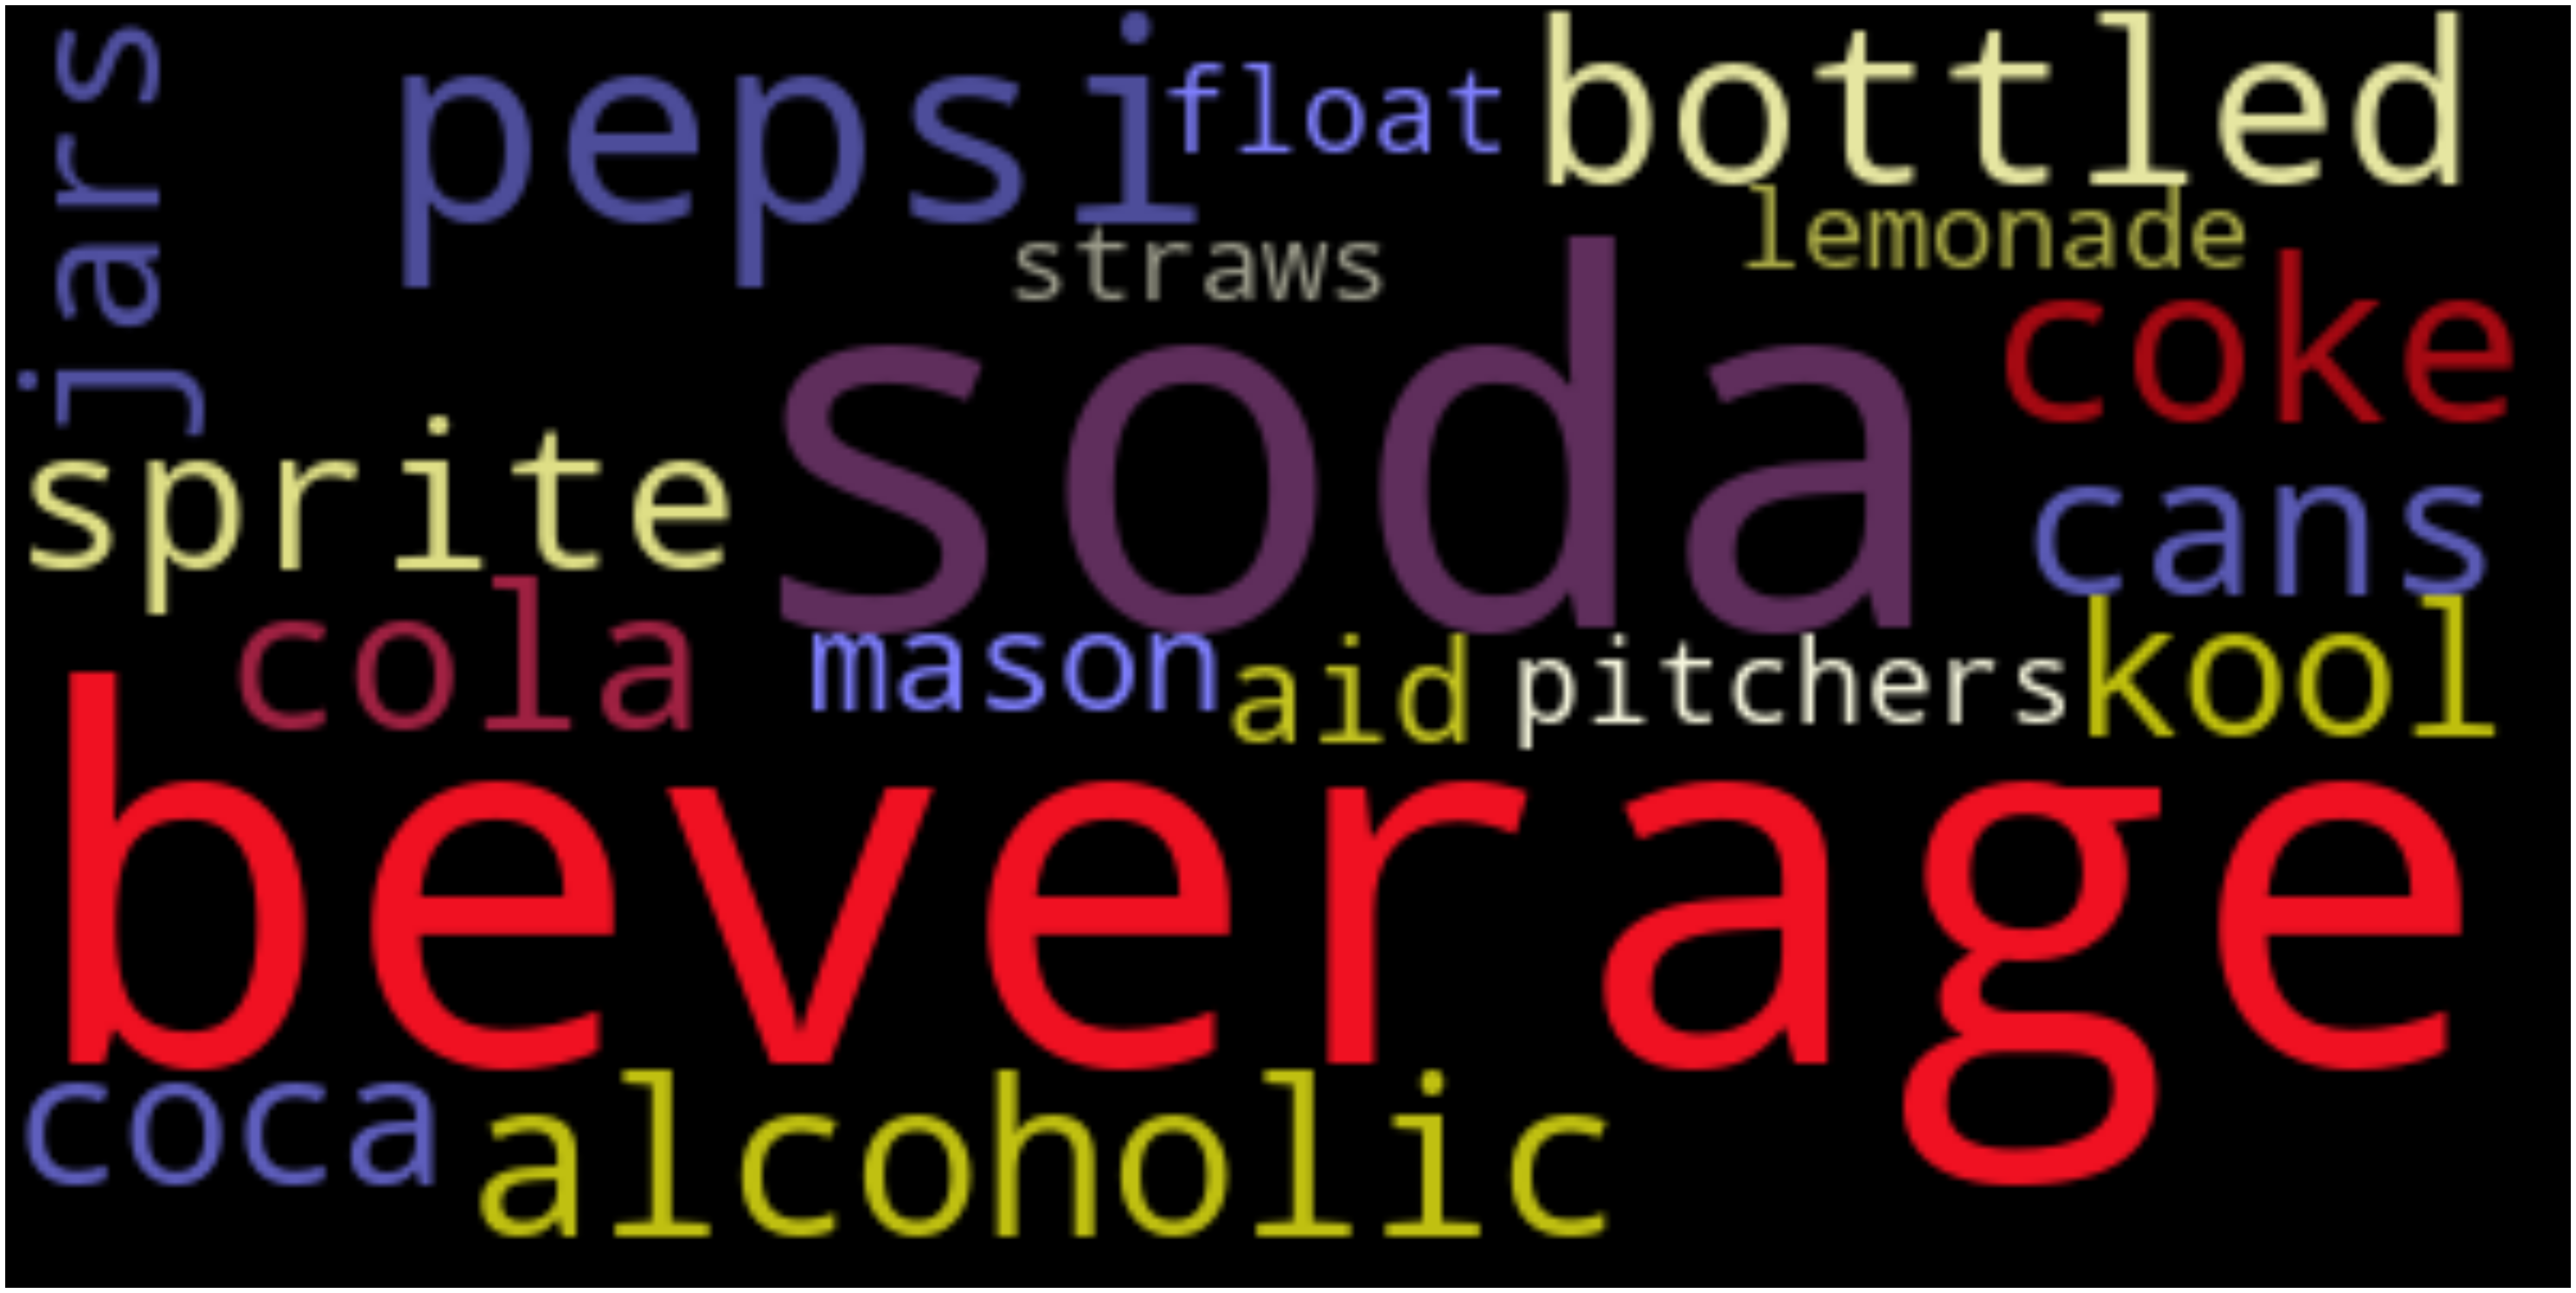 jars
pepsi
float
bottled
lemonade
straws
soda
coke
sprite
cans
cola
mason
aid
pitchers
kool
beverage
coca
alcoholic